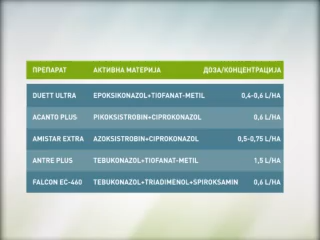 ПРЕПАРАТ АКТИВНА МАТЕРИЈА ДОЗА/КОНЦЕНТРАЦИЈА
DUETT ULTRA EPOKSIKONAZOL+TIOFANAT-METIL 0,4-0,6 L/HA
ACANTO PLUS PIKOKSISTROBIN+CIPROKONAZOL 0,6 L/HA
AMISTAR EXTRA AZOKSISTROBIN+CIPROKONAZOL 0,5-0,75 L/HA
ANTRE PLUS TEBUKONAZOL+TIOFANAT-METIL 1,5 L/HA
FALCON EC-460 TEBUKONAZOL+TRIADIMENOL+SPIROKSAMIN 0,6 L/HA